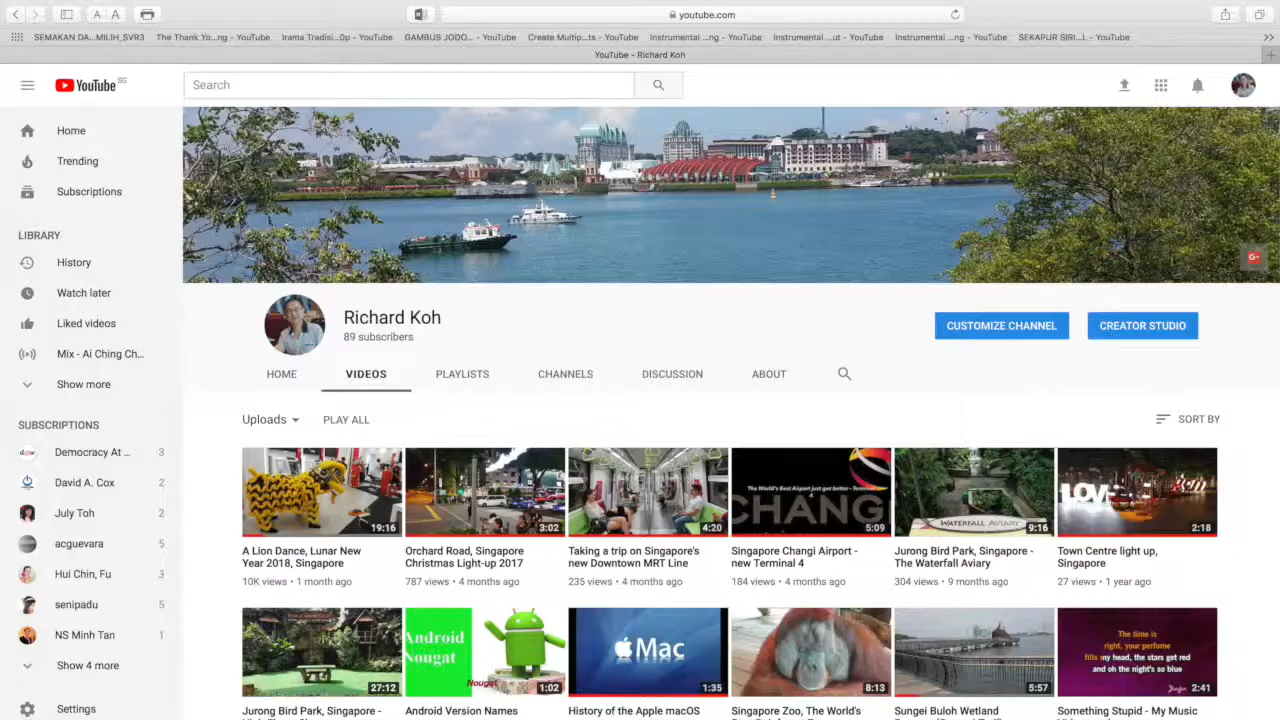 A A
youtube.com
SEMAKAN DA...MILIH_SVR3 The Thank Yo...ng - YouTube Irama Tradisi...0p - YouTube GAMBUS JODO... - YouTube Create Multip...ts - YouTube Instrumental ...ng - YouTube Instrumental...ut - YouTube Instrumental ...ng - YouTube SEKAPUR SIRI...L - YouTube
YouTube - Richard Koh
YouTube SG
Search
Home
Trending
Subscriptions
LIBRARY
History
Watch later
Liked videos
Mix - Ai Ching Ch...
Show more
SUBSCRIPTIONS
Democracy At ... 3
David A. Cox 2
July Toh 2
acguevara 5
Hui Chin, Fu 3
senipadu 5
NS Minh Tan 1
Show 4 more
Settings
G+
Richard Koh
89 subscribers
CUSTOMIZE CHANNEL
CREATOR STUDIO
HOME VIDEOS PLAYLISTS CHANNELS DISCUSSION ABOUT
Uploads PLAY ALL SORT BY
19:16
A Lion Dance, Lunar New
Year 2018, Singapore
10K views • 1 month ago
3:02
Orchard Road, Singapore
Christmas Light-up 2017
787 views • 4 months ago
4:20
Taking a trip on Singapore's
new Downtown MRT Line
235 views • 4 months ago
The World's Best Airport just got better - Terminal 4
CHANG
5:09
Singapore Changi Airport -
new Terminal 4
184 views • 4 months ago
WATERFALL AVIARY
9:16
Jurong Bird Park, Singapore -
The Waterfall Aviary
304 views • 9 months ago
LOVE
2:18
Town Centre light up,
Singapore
27 views • 1 year ago
27:12
Jurong Bird Park, Singapore -
Android
Nougat
Nougat
1:02
Android Version Names
Mac
1:35
History of the Apple macOS
8:13
Singapore Zoo, The World's
5:57
Sungei Buloh Wetland
The time is
right, your perfume
fills my head, the stars get red
and oh the night's so blue
2:41
Something Stupid - My Music